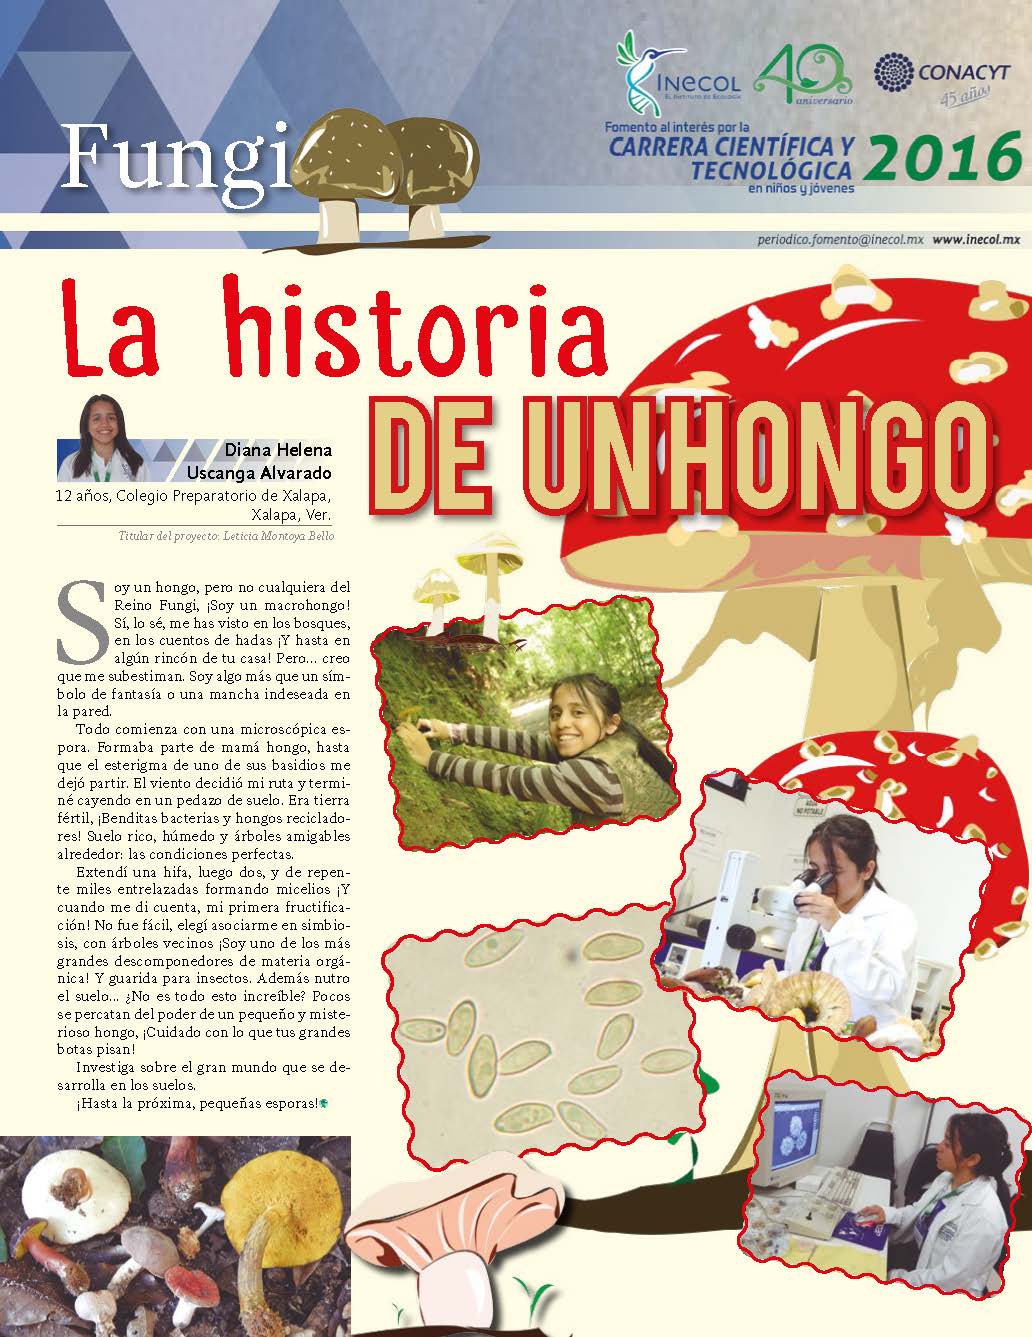 INECOL
EL INSTITUTO DE ECOLOGÍA
40
aniversario
CONACYT
45 años
Fomento al interés por la
CARRERA CIENTÍFICA Y
TECNOLÓGICA
en niños y jóvenes
2016
Fungi
periodico.fomento@inecol.mx www.inecol.mx
La historia
DE UN HONGO
Diana Helena
Uscanga Alvarado
12 años, Colegio Preparatorio de Xalapa,
Xalapa, Ver.
Titular del proyecto: Leticia Montoya Bello
Soy un hongo, pero no cualquiera del
Reino Fungi, ¡Soy un macrohongo!
Sí, lo sé, me has visto en los bosques,
en los cuentos de hadas ¡Y hasta en
algún rincón de tu casa! Pero... creo
que me subestiman. Soy algo más que un sím-
bolo de fantasía o una mancha indeseada en
la pared.
Todo comienza con una microscópica es-
pora. Formaba parte de mamá hongo, hasta
que el esterigma de uno de sus basidios me
dejó partir. El viento decidió mi ruta y termi-
né cayendo en un pedazo de suelo. Era tierra
fértil, ¡Benditas bacterias y hongos reciclado-
res! Suelo rico, húmedo y árboles amigables
alrededor: las condiciones perfectas.
Extendí una hifa, luego dos, y de repen-
te miles entrelazadas formando micelios ¡Y
cuando me di cuenta, mi primera fructifica-
ción! No fue fácil, elegí asociarme en simbio-
sis, con árboles vecinos ¡Soy uno de los más
grandes descomponedores de materia orgá-
nica! Y guarida para insectos. Además nutro
el suelo... ¿No es todo esto increíble? Pocos
se percatan del poder de un pequeño y miste-
rioso hongo, ¡Cuidado con lo que tus grandes
botas pisan!
Investiga sobre el gran mundo que se de-
sarrolla en los suelos.
¡Hasta la próxima, pequeñas esporas!
AGUA
NO POTABLE